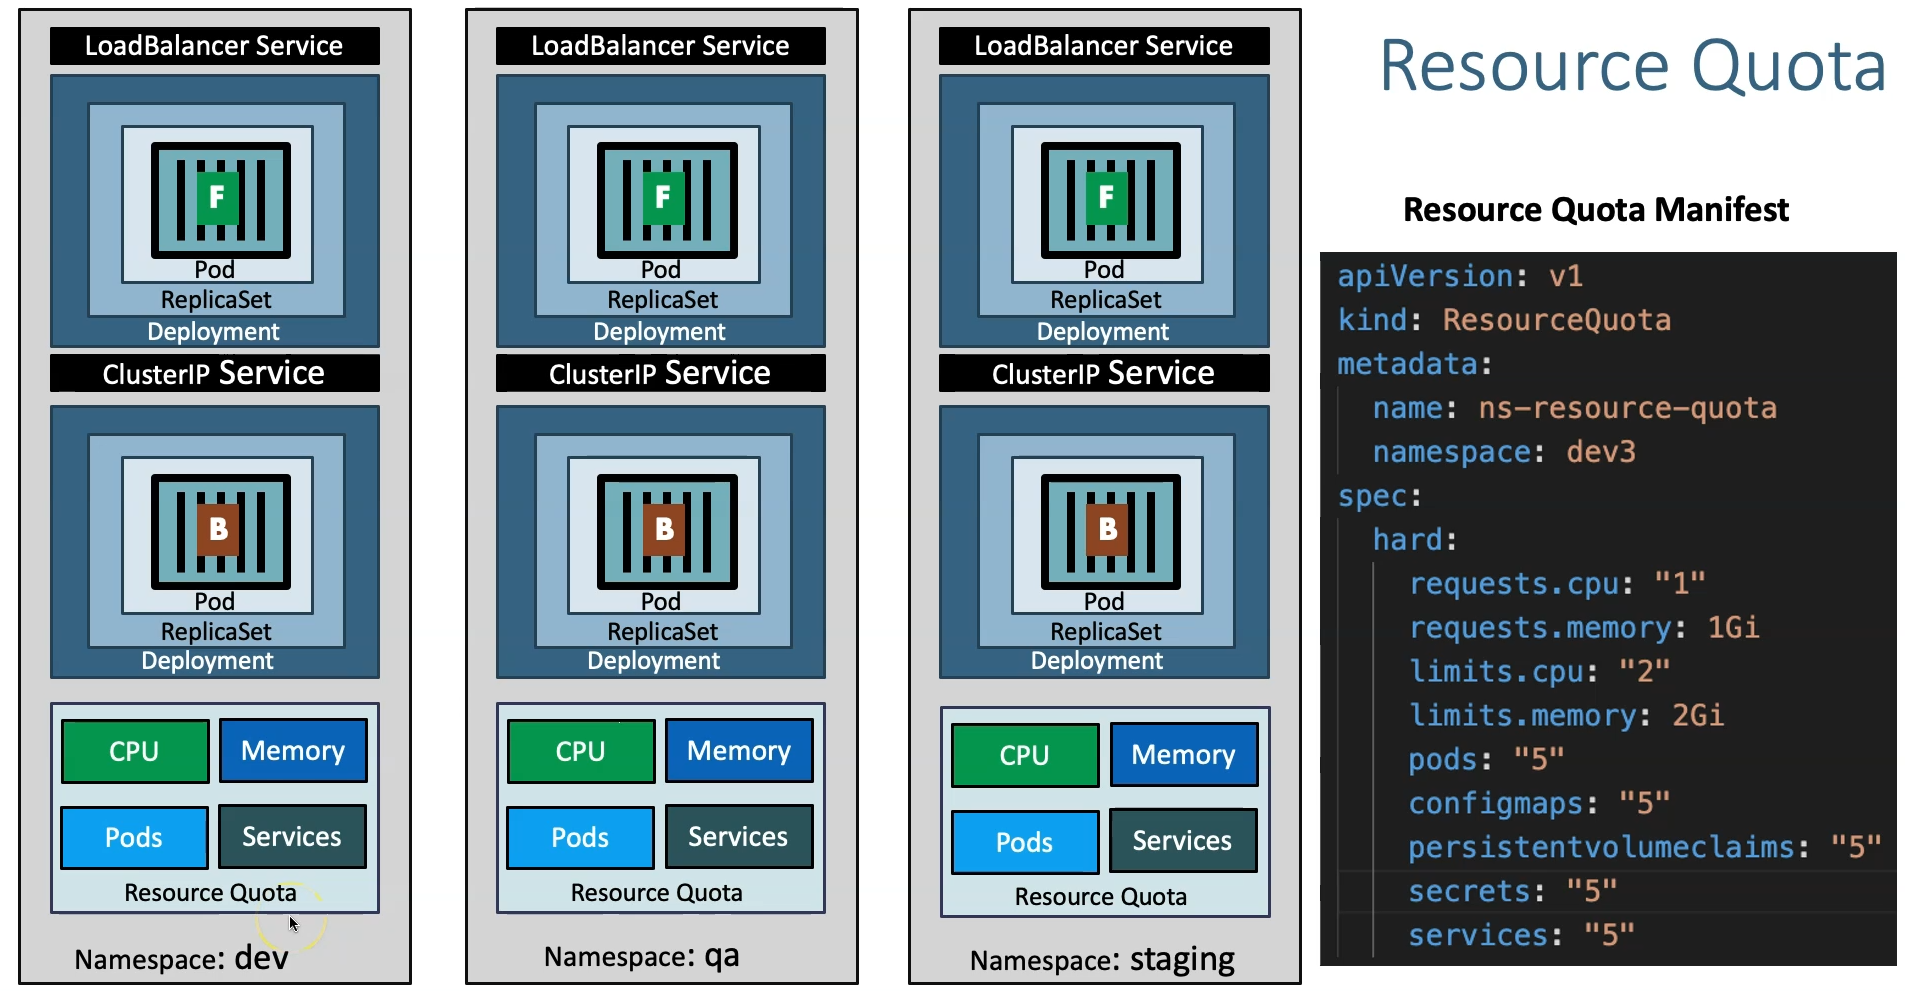 LoadBalancer Service
F
Pod
ReplicaSet
Deployment
ClusterIP Service
B
Pod
ReplicaSet
Deployment
CPU
Memory
Pods
Services
Resource Quota
Namespace: dev
LoadBalancer Service
F
Pod
ReplicaSet
Deployment
ClusterIP Service
B
Pod
ReplicaSet
Deployment
CPU
Memory
Pods
Services
Resource Quota
Namespace: qa
LoadBalancer Service
F
Pod
ReplicaSet
Deployment
ClusterIP Service
B
Pod
ReplicaSet
Deployment
CPU
Memory
Pods
Services
Resource Quota
Namespace: staging
Resource Quota
Resource Quota Manifest
apiVersion: v1
kind: ResourceQuota
metadata:
  name: ns-resource-quota
  namespace: dev3
spec:
  hard:
    requests.cpu: "1"
    requests.memory: 1Gi
    limits.cpu: "2"
    limits.memory: 2Gi
    pods: "5"
    configmaps: "5"
    persistentvolumeclaims: "5"
    secrets: "5"
    services: "5"